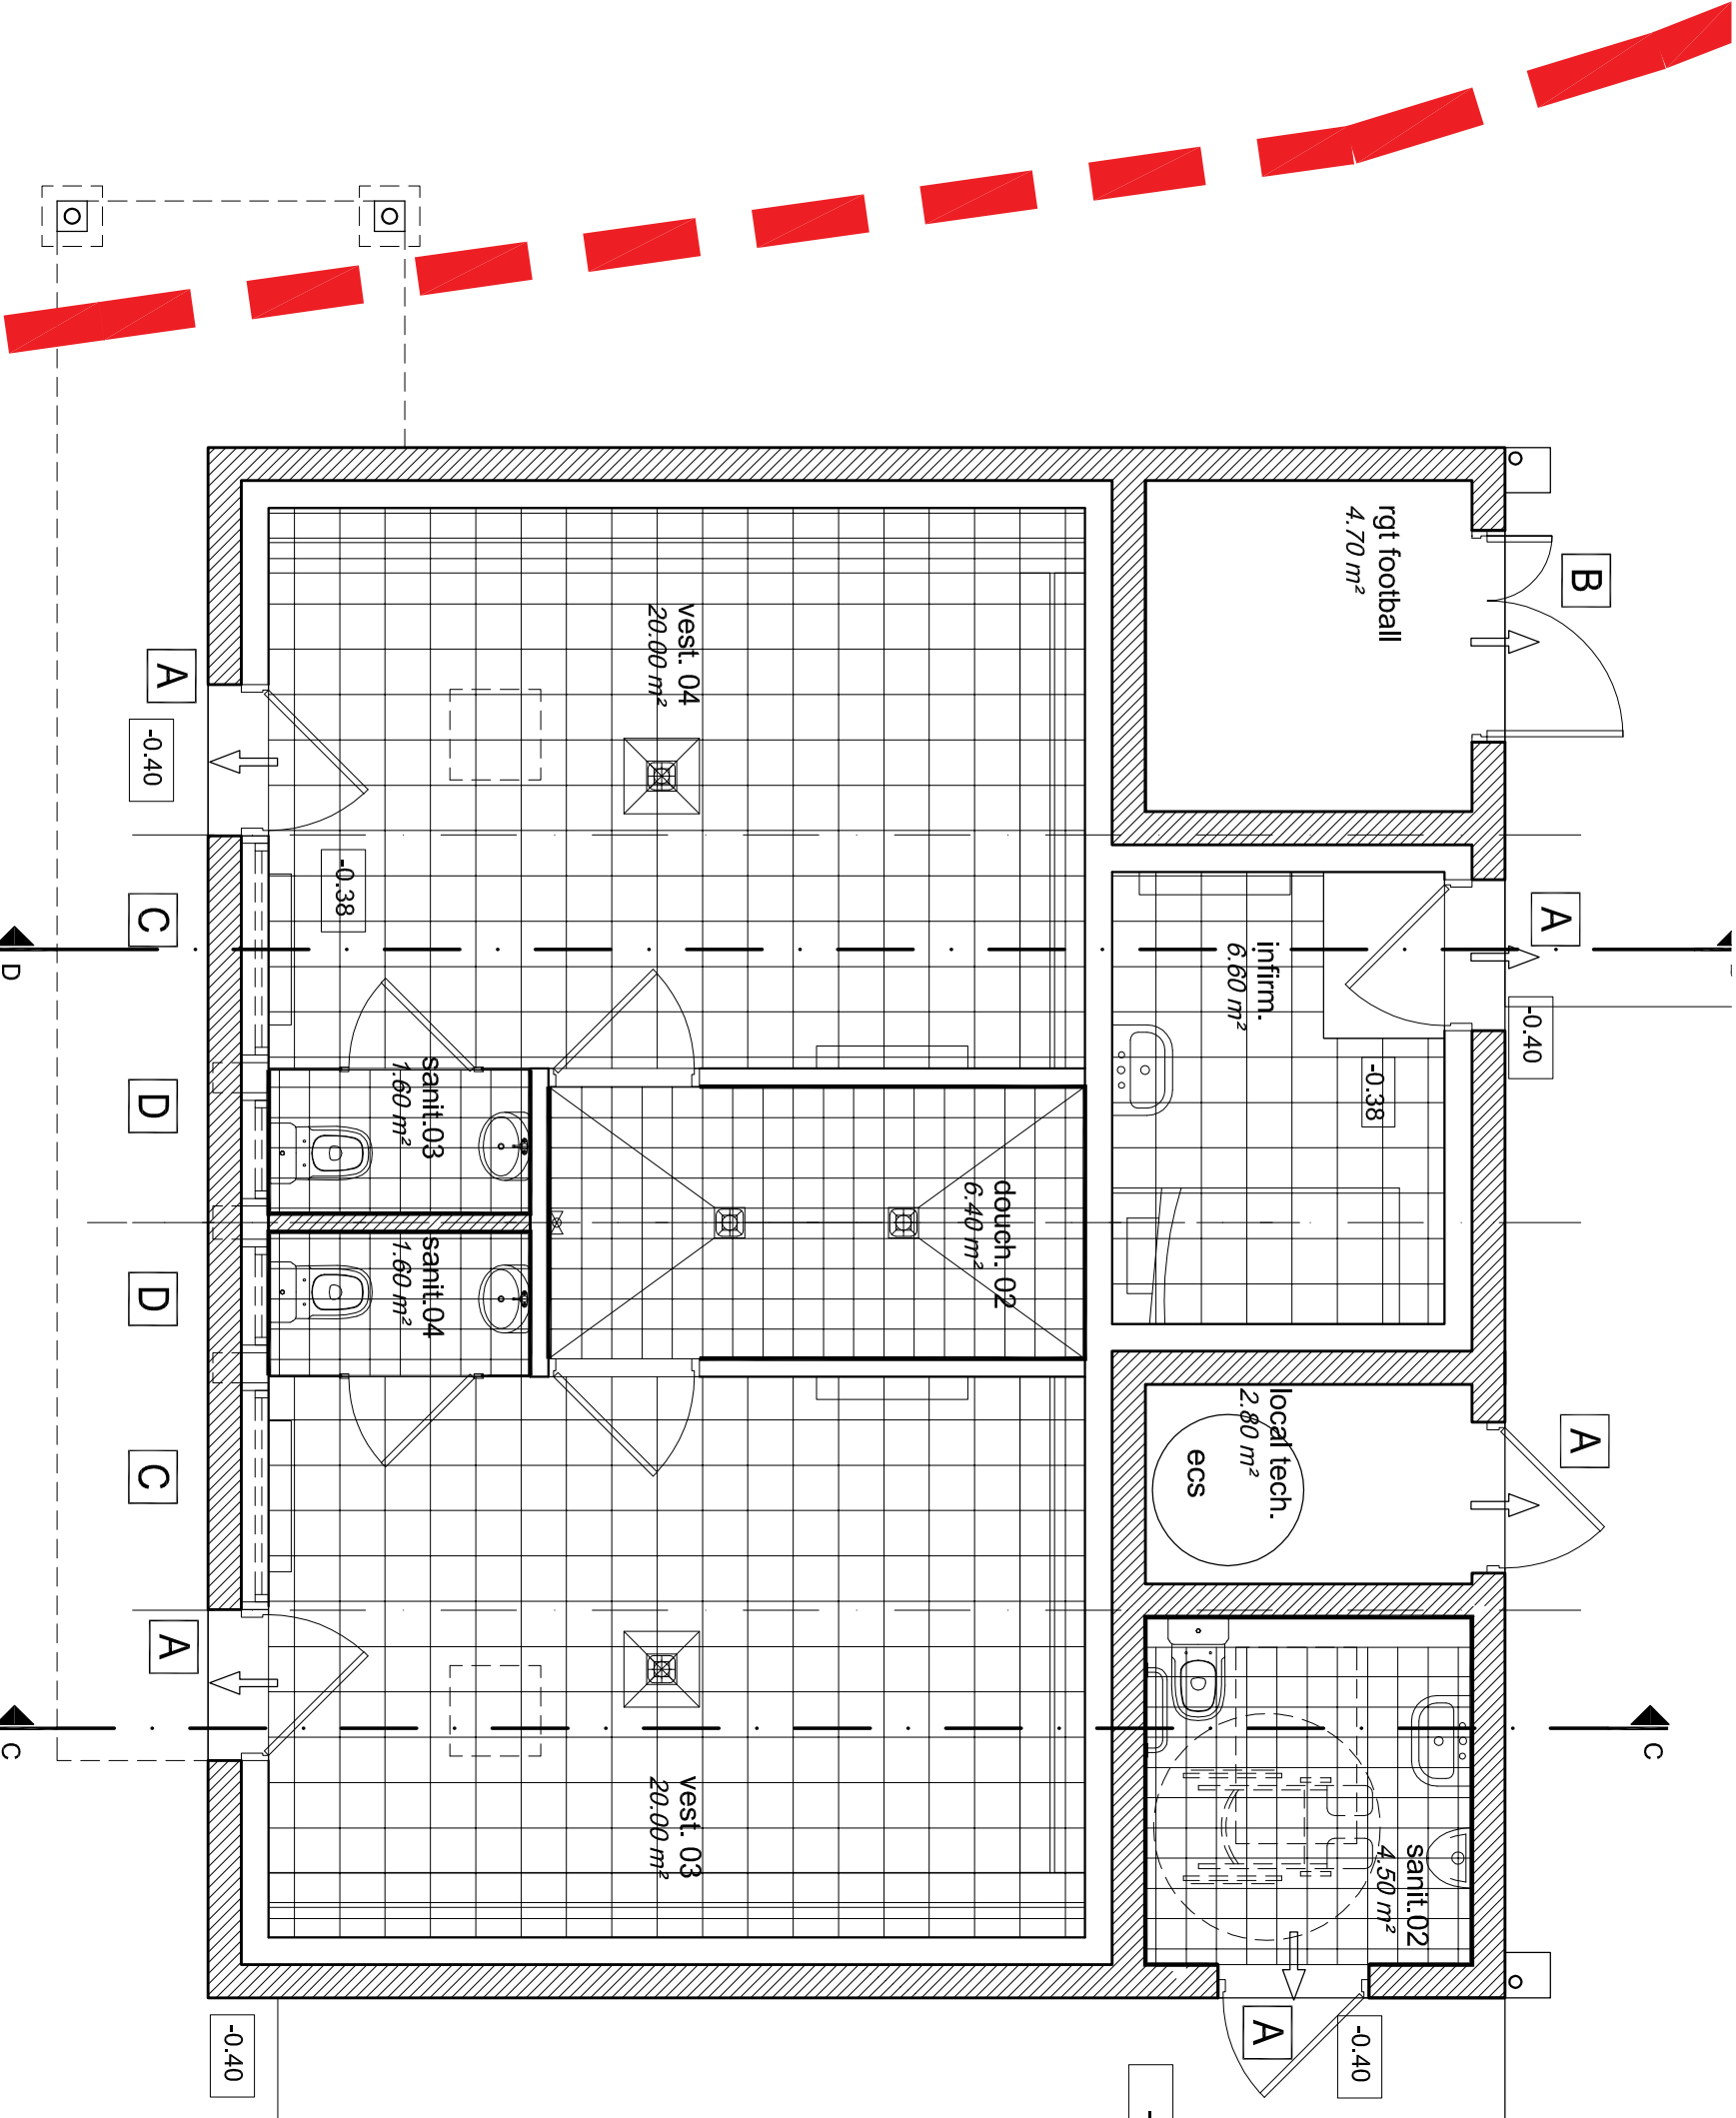 B
rgt football
4.70 m²
vest. 04
20.00 m²
A
-0.40
-0.38
C
D
A
infirm.
6.60 m²
-0.40
-0.38
D
sanit.03
1.60 m²
douch. 02
6.40 m²
D
sanit.04
1.60 m²
C
local tech.
2.80 m²
ecs
A
A
C
C
vest. 03
20.00 m²
sanit.02
4.50 m²
A
-0.40
-0.40